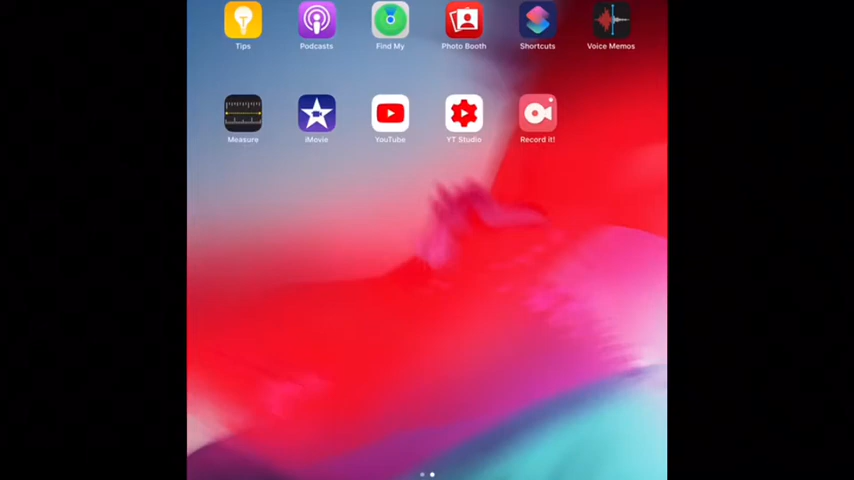 Tips Podcasts Find My Photo Booth Shortcuts Voice Memos
Measure iMovie YouTube YT Studio Record it!